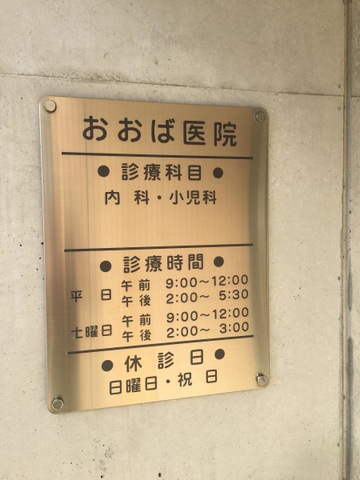 おおば医院
●診療科目●
内科・小児科
●診療時間●
平日 午前 9:00〜12:00
午後 2:00〜 5:30
七曜日 午前 9:00〜12:00
午後 2:00〜 3:00
●休診日●
日曜日・祝日